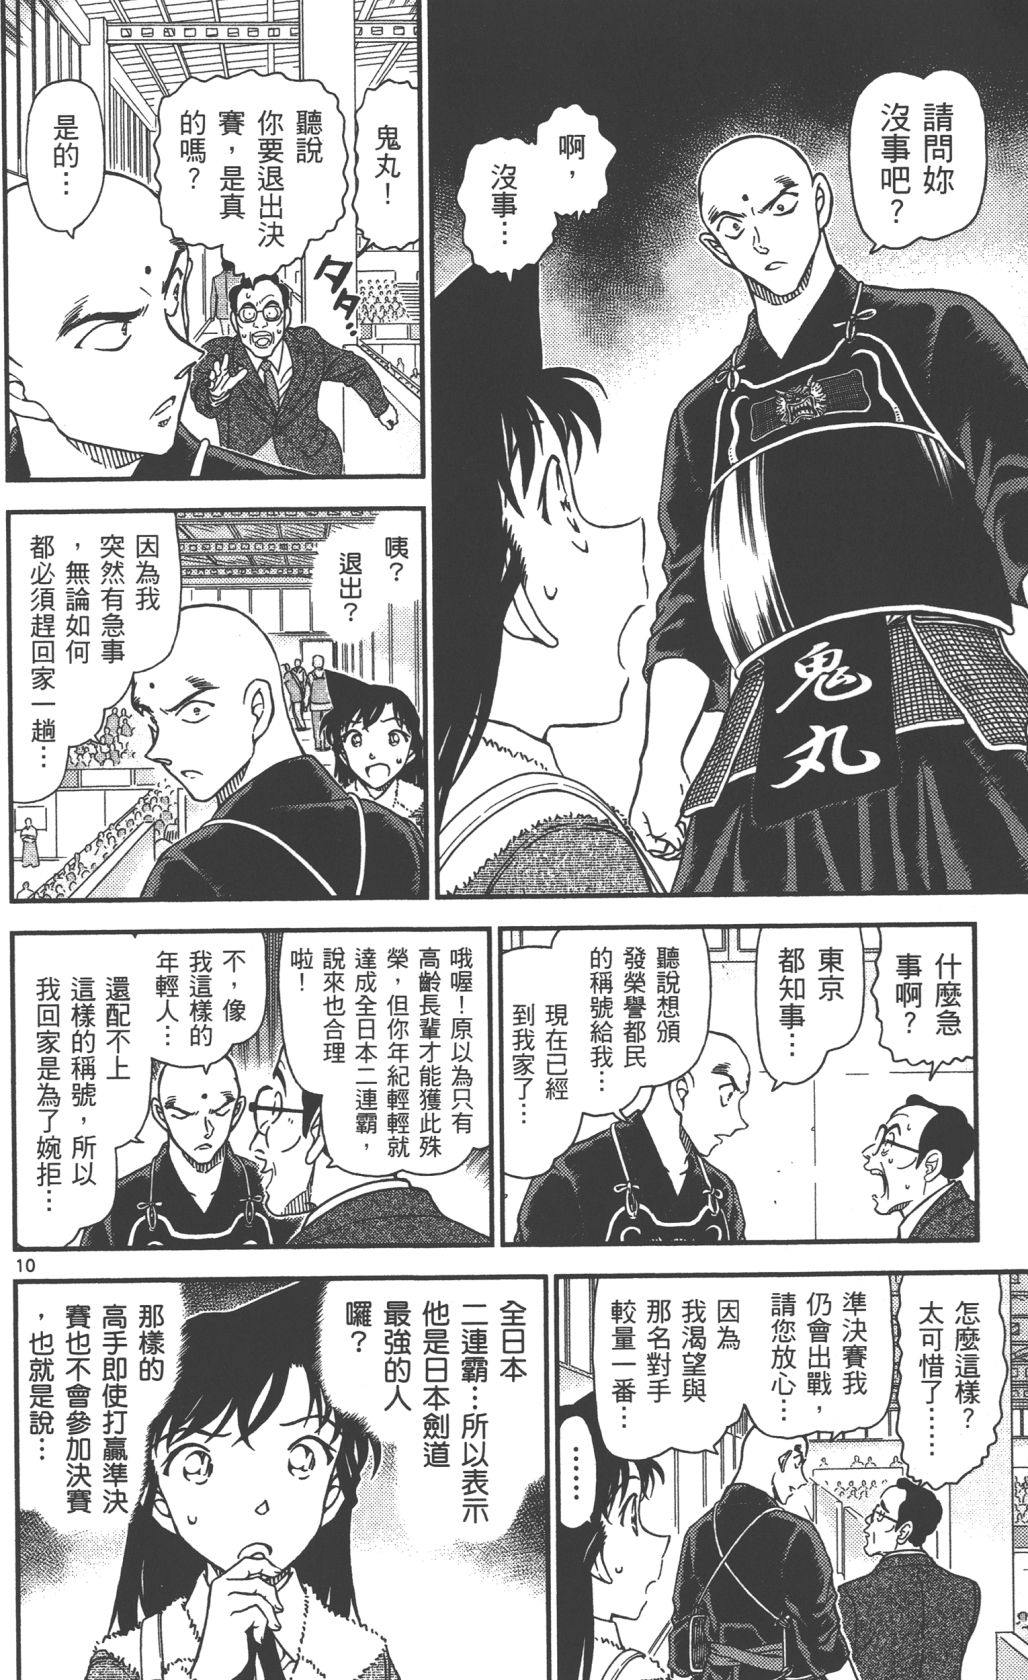 請問妳
沒事吧？
啊，
沒事…
鬼丸
鬼丸！
聽說
你要退出決
賽，是真
的嗎？
タタ…
是的…
咦？
退出？
因為我
突然有急事
，無論如何
都必須趕回家一趟…
什麼急
事啊？
東京
都知事…
聽說想頒
發榮譽都民
的稱號給我…
現在已經
到我家了…
哦喔！原以為只有
高齡長輩才能獲此殊
榮，但你年紀輕輕就
達成全日本二連霸，
說來也合理
啦！
不，像
我這樣的
年輕人…
還配不上
這樣的稱號，所以
我回家是為了婉拒…
10
怎麼這樣？
太可惜了……
準決賽我
仍會出戰，
請您放心…
因為
我渴望與
那名對手
較量一番…
……
全日本
二連霸…所以表示
他是日本劍道
最強的人
囉？
那樣的
高手即使打贏準決
賽也不會參加決賽
，也就是說…